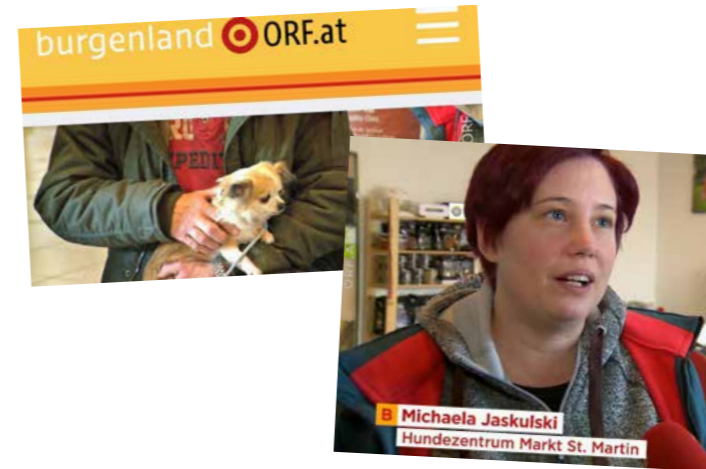 burgenland ORF.at
B Michaela Jaskulski
Hundezentrum Markt St. Martin